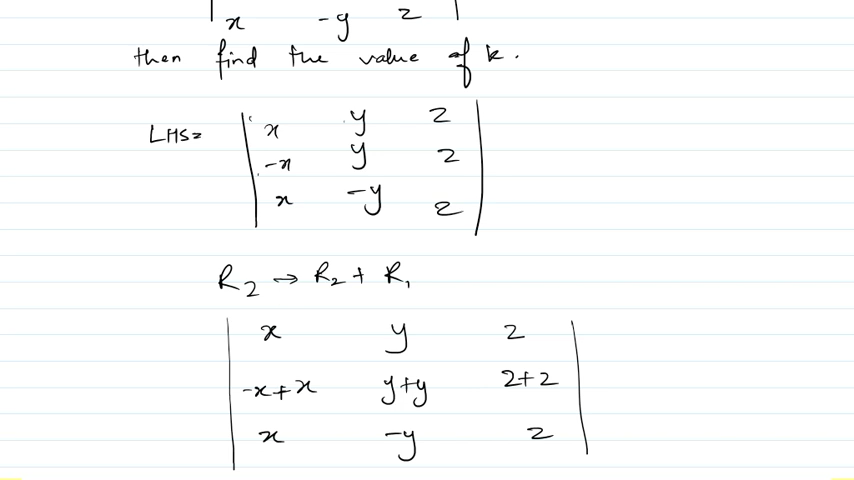 x -y z
then find the value of k.
LHS= | x y z |
| -x y z |
| x -y z |
R₂ → R₂ + R₁
| x y z |
| -x+x y+y z+z |
| x -y z |